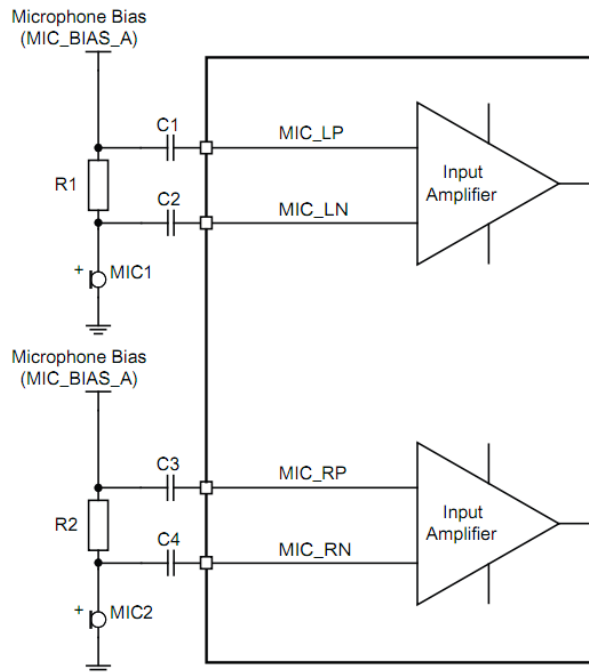 Microphone Bias
(MIC_BIAS_A)
C1
MIC_LP
R1
Input
Amplifier
C2
MIC_LN
+
MIC1
Microphone Bias
(MIC_BIAS_A)
C3
MIC_RP
R2
Input
Amplifier
C4
MIC_RN
+
MIC2